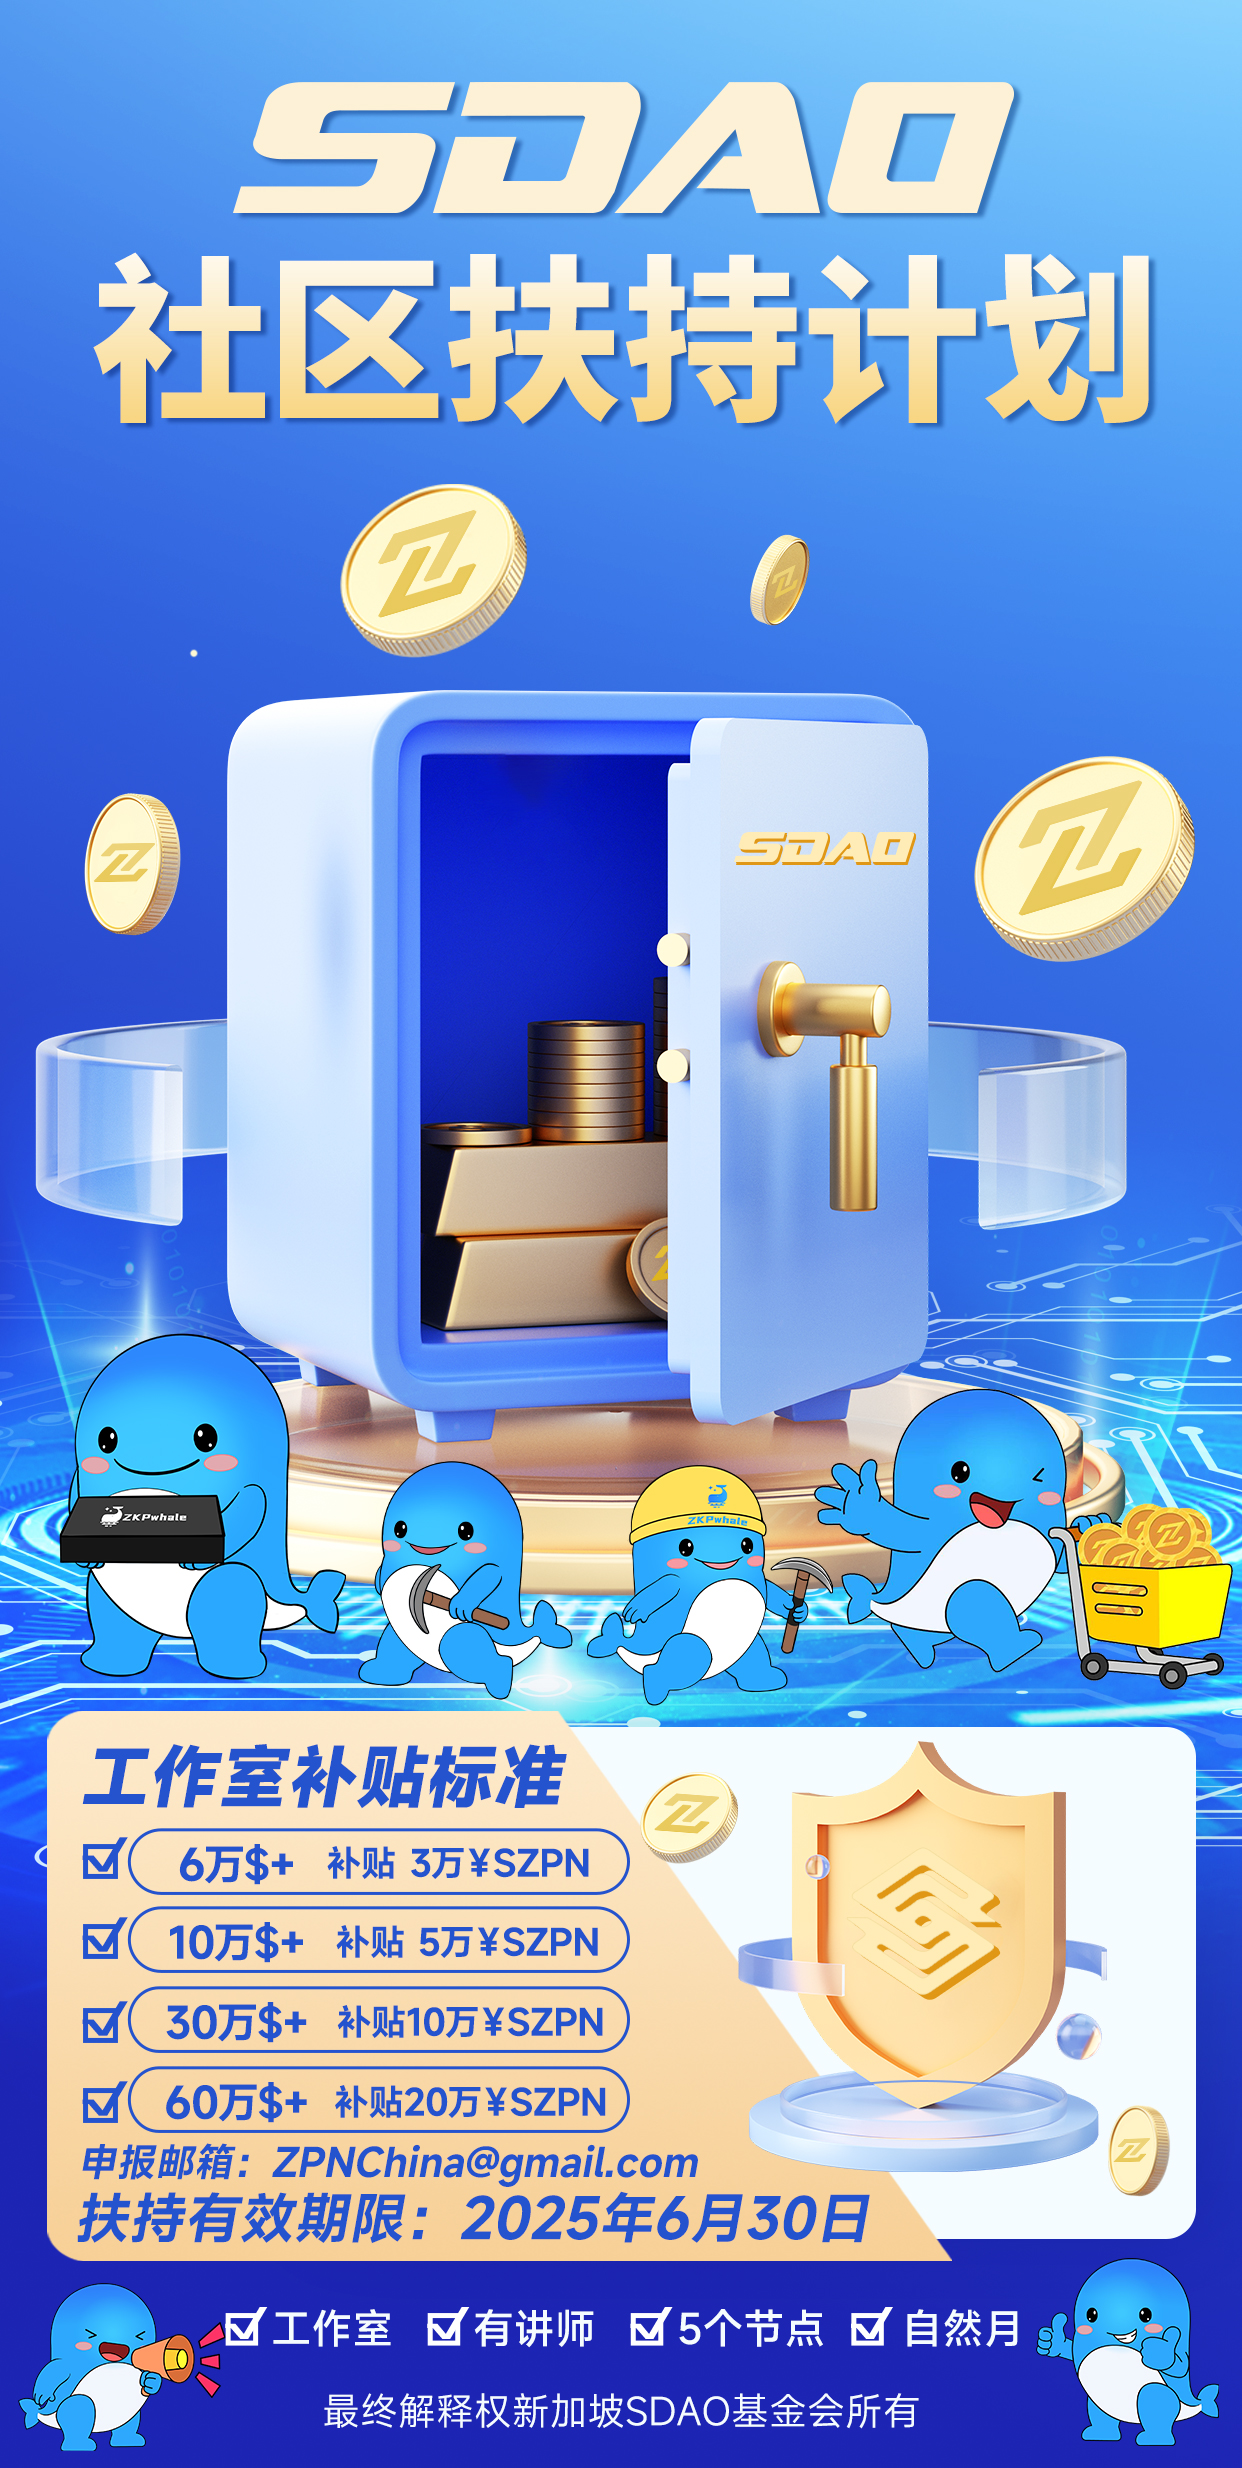 SDAO
社区扶持计划
SDAO
ZKPwhale
ZKPwhale
工作室补贴标准
6万$+ 补贴 3万¥SZPN
10万$+ 补贴 5万¥SZPN
30万$+ 补贴10万¥SZPN
60万$+ 补贴20万¥SZPN
申报邮箱：ZPNChina@gmail.com
扶持有效期限：2025年6月30日
工作室 有讲师 5个节点 自然月
最终解释权新加坡SDAO基金会所有